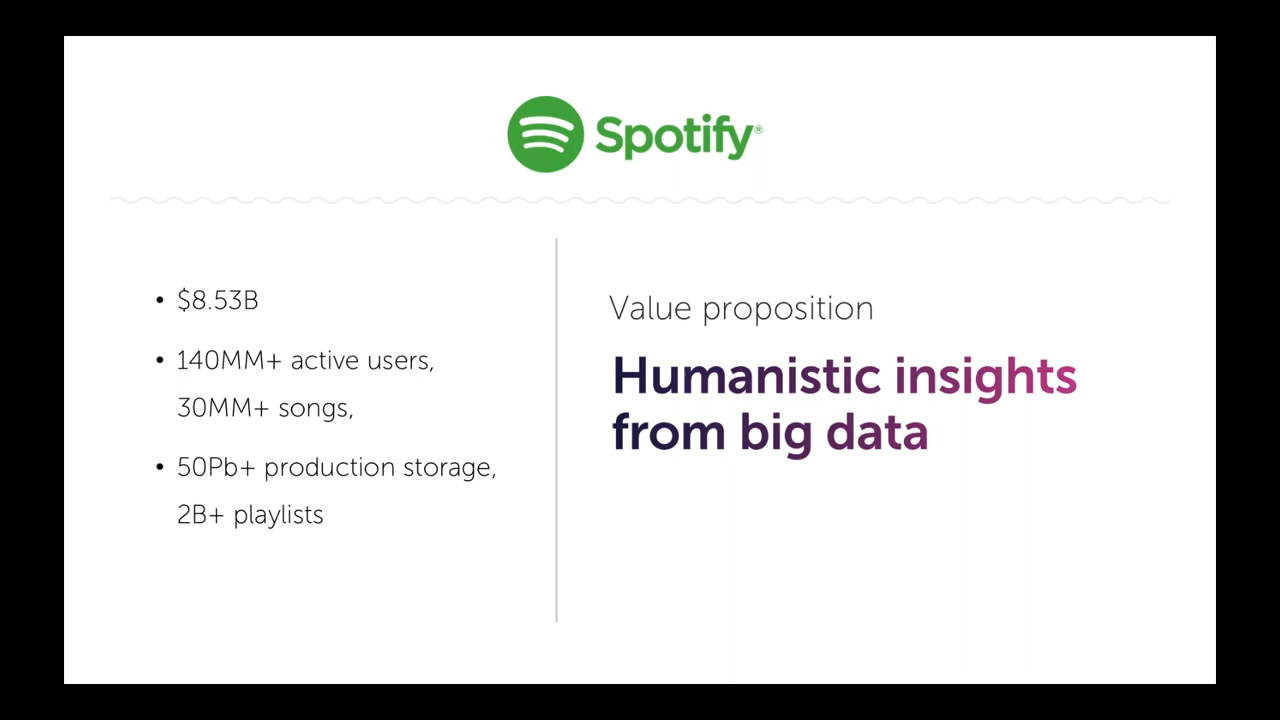 Spotify®
• $8.53B
• 140MM+ active users,
30MM+ songs,
• 50Pb+ production storage,
2B+ playlists
Value proposition
Humanistic insights
from big data